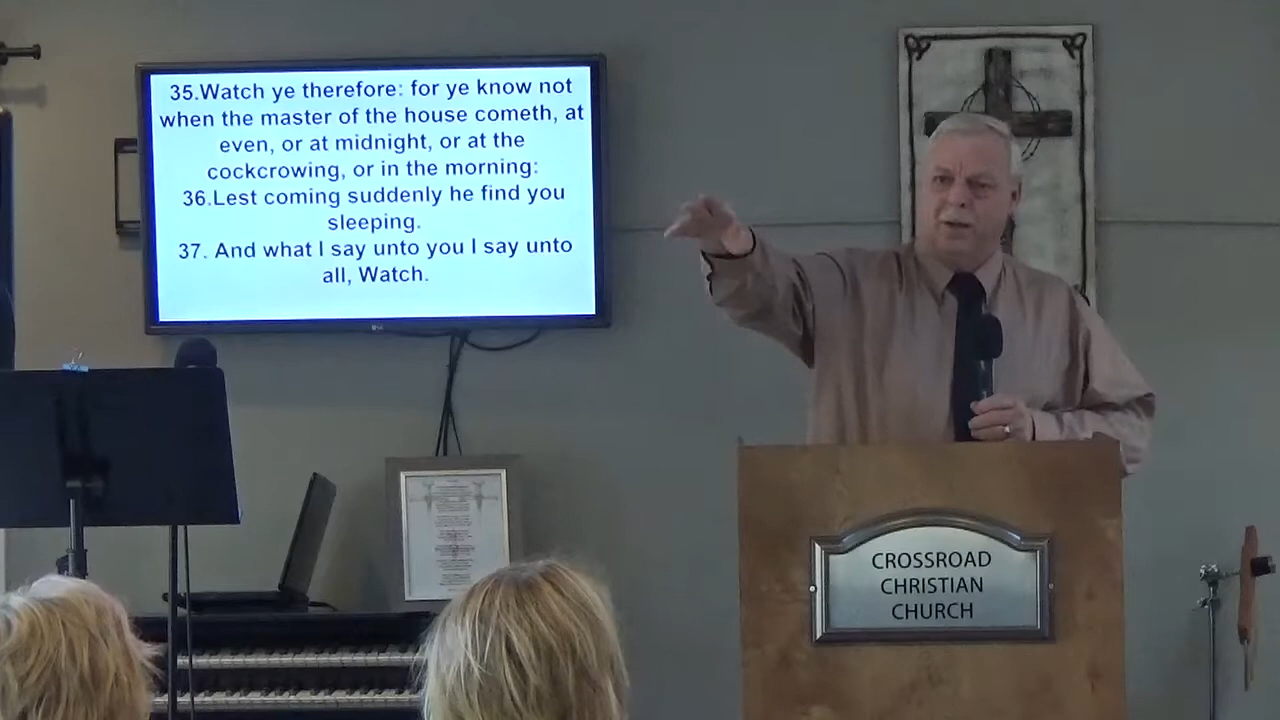 35.Watch ye therefore: for ye know not
when the master of the house cometh, at
even, or at midnight, or at the
cockcrowing, or in the morning:
36.Lest coming suddenly he find you
sleeping.
37. And what I say unto you I say unto
all, Watch.
LG
CROSSROAD
CHRISTIAN
CHURCH